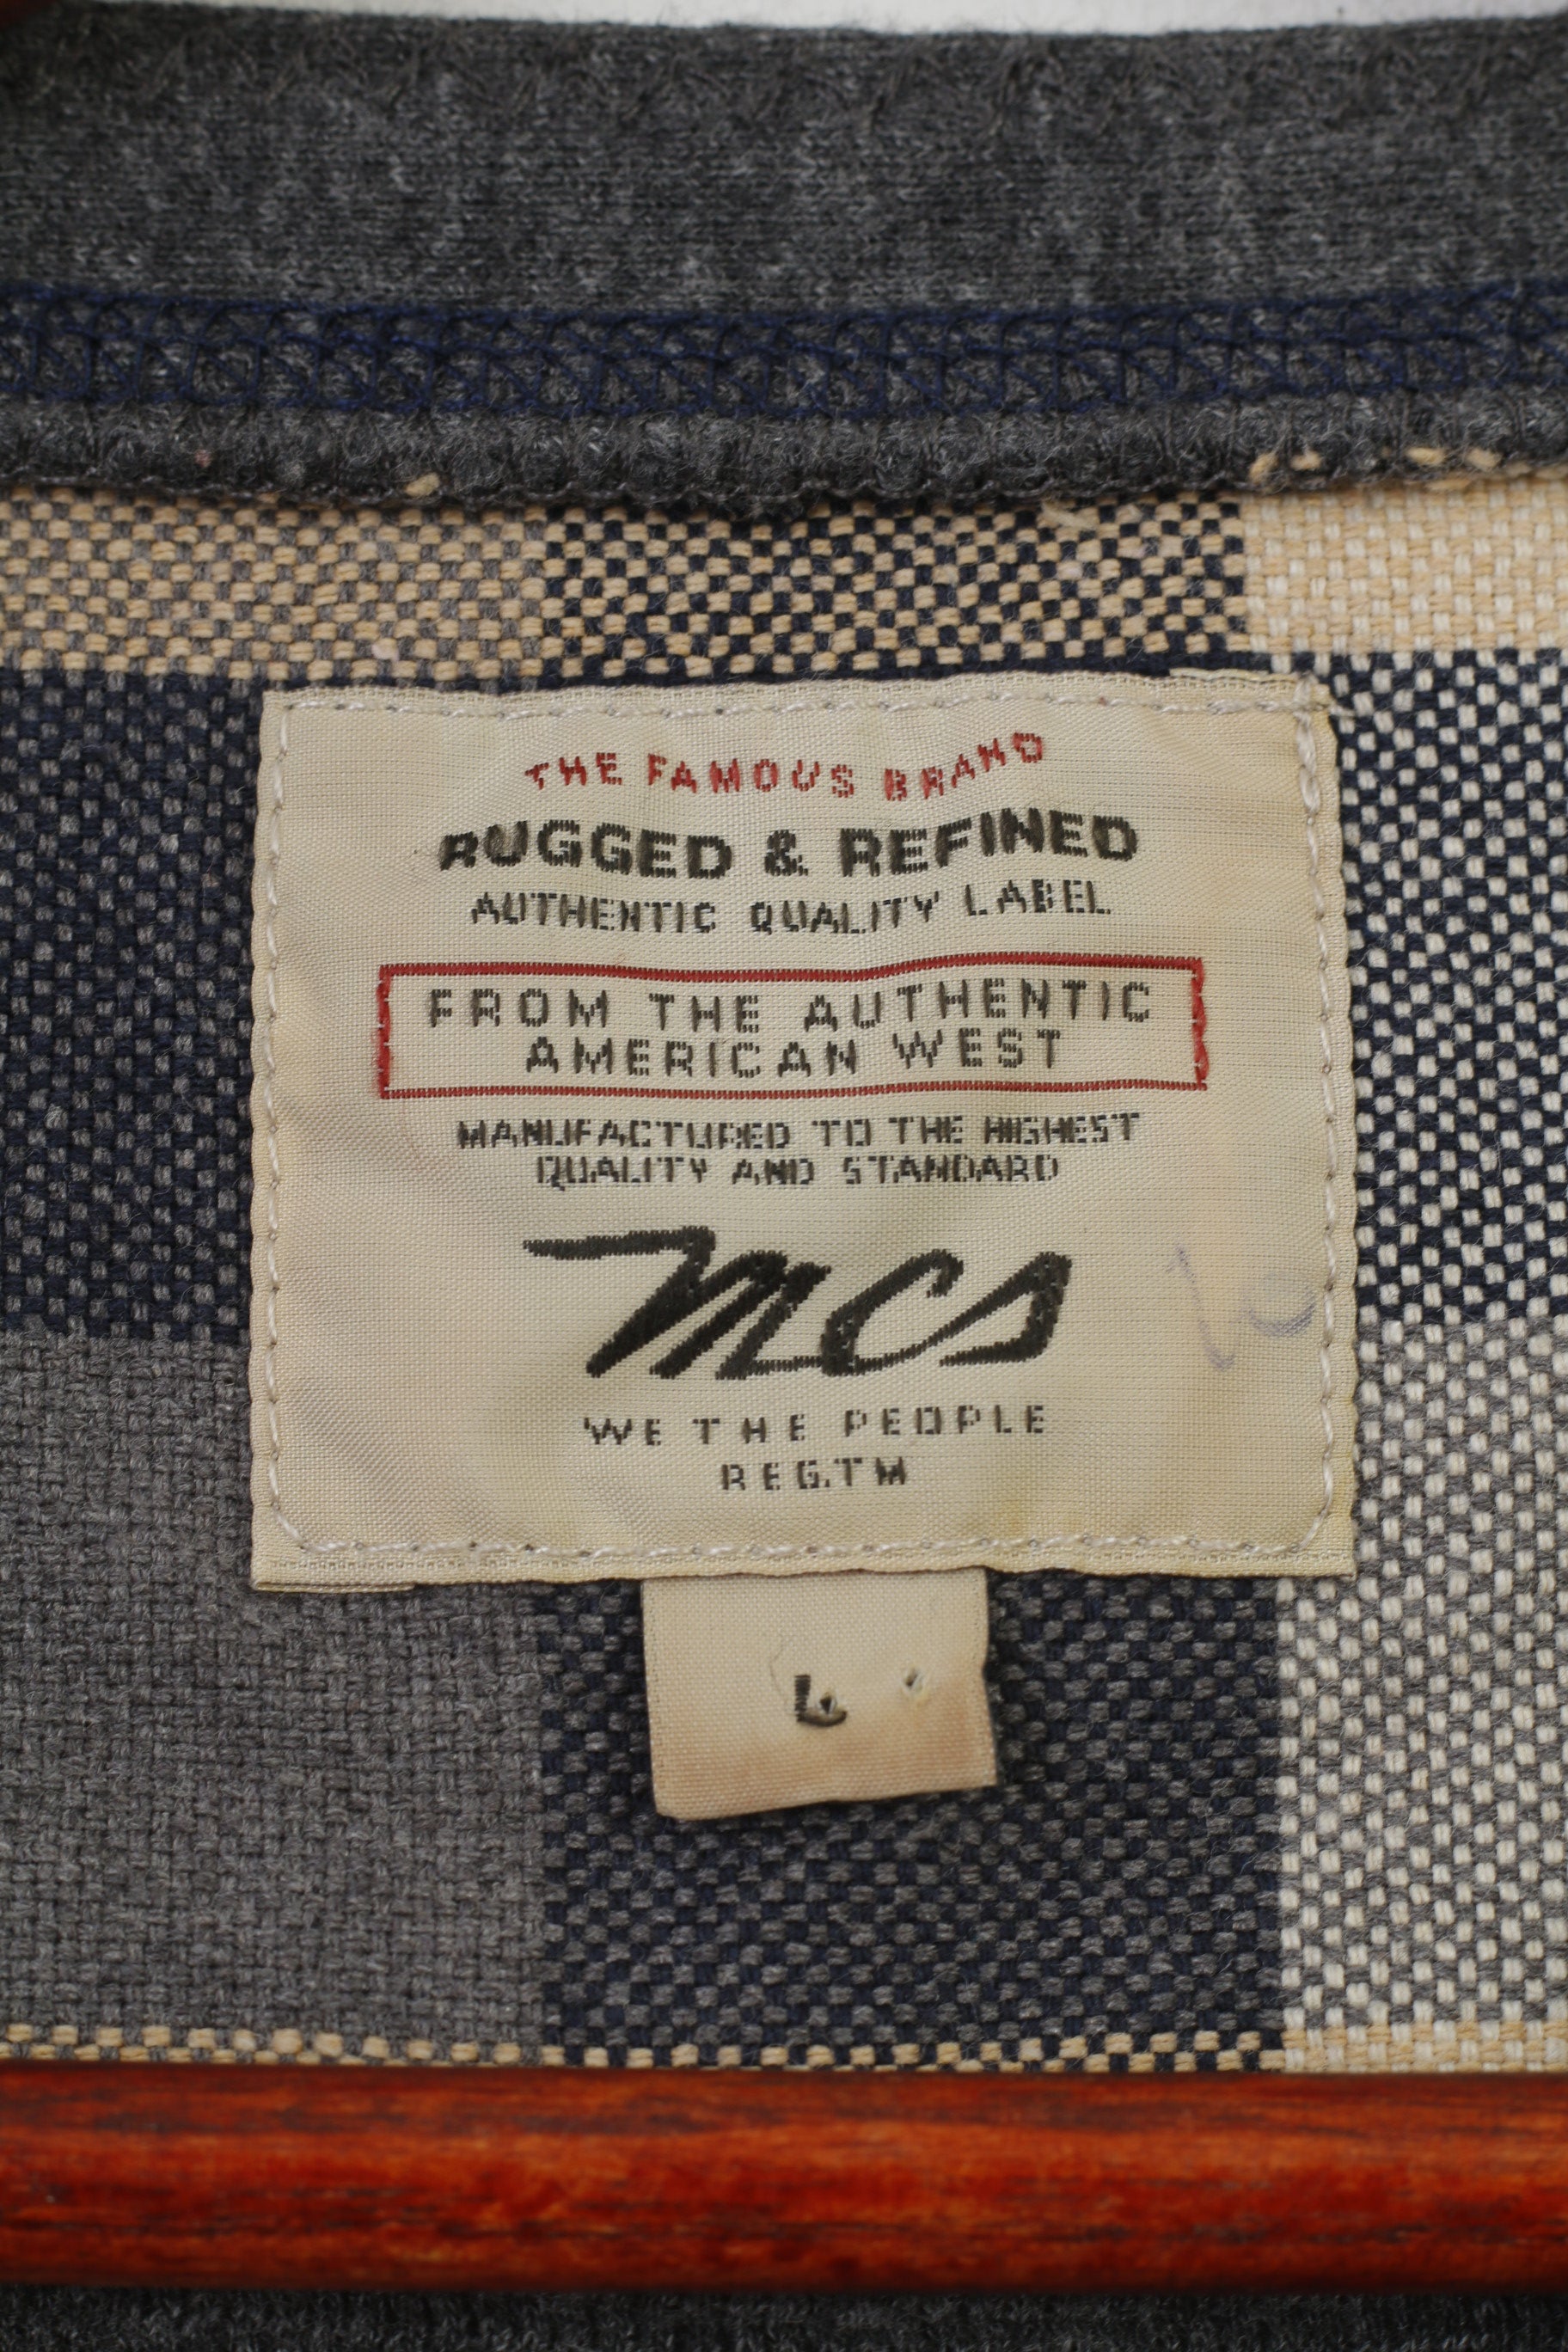 THE FAMOUS BRAND
RUGGED & REFINED
AUTHENTIC QUALITY LABEL
FROM THE AUTHENTIC
AMERICAN WEST
MANUFACTURED TO THE HIGHEST
QUALITY AND STANDARD
mcs
WE THE PEOPLE
REG.TM
L